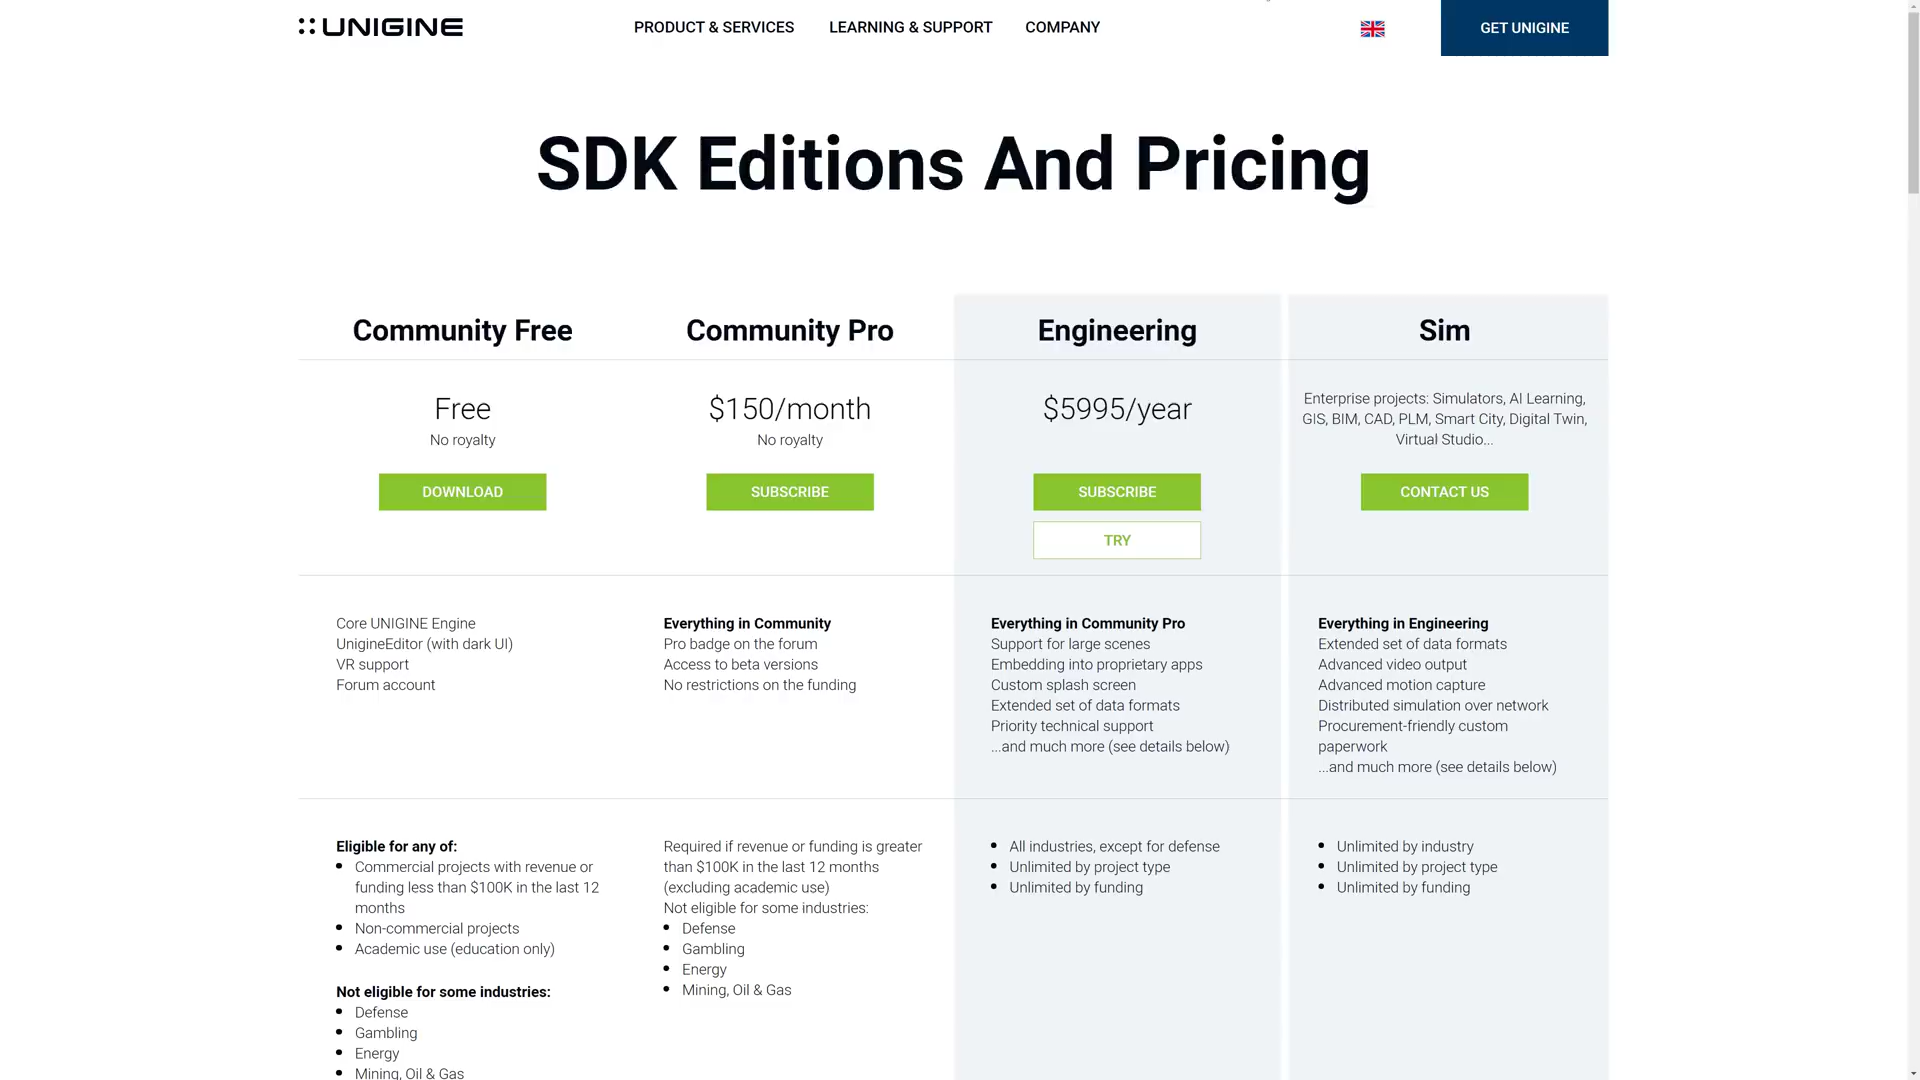 UNIGINE
PRODUCT & SERVICES
LEARNING & SUPPORT
COMPANY
GET UNIGINE
SDK Editions And Pricing
Community Free
Free
No royalty
DOWNLOAD
Core UNIGINE Engine
UnigineEditor (with dark UI)
VR support
Forum account
Eligible for any of:
Commercial projects with revenue or
funding less than $100K in the last 12
months
Non-commercial projects
Academic use (education only)
Not eligible for some industries:
Defense
Gambling
Energy
Mining, Oil & Gas
Community Pro
$150/month
No royalty
SUBSCRIBE
Everything in Community
Pro badge on the forum
Access to beta versions
No restrictions on the funding
Required if revenue or funding is greater
than $100K in the last 12 months
(excluding academic use)
Not eligible for some industries:
Defense
Gambling
Energy
Mining, Oil & Gas
Engineering
$5995/year
SUBSCRIBE
TRY
Everything in Community Pro
Support for large scenes
Embedding into proprietary apps
Custom splash screen
Extended set of data formats
Priority technical support
...and much more (see details below)
All industries, except for defense
Unlimited by project type
Unlimited by funding
Sim
Enterprise projects: Simulators, AI Learning,
GIS, BIM, CAD, PLM, Smart City, Digital Twin,
Virtual Studio...
CONTACT US
Everything in Engineering
Extended set of data formats
Advanced video output
Advanced motion capture
Distributed simulation over network
Procurement-friendly custom
paperwork
...and much more (see details below)
Unlimited by industry
Unlimited by project type
Unlimited by funding